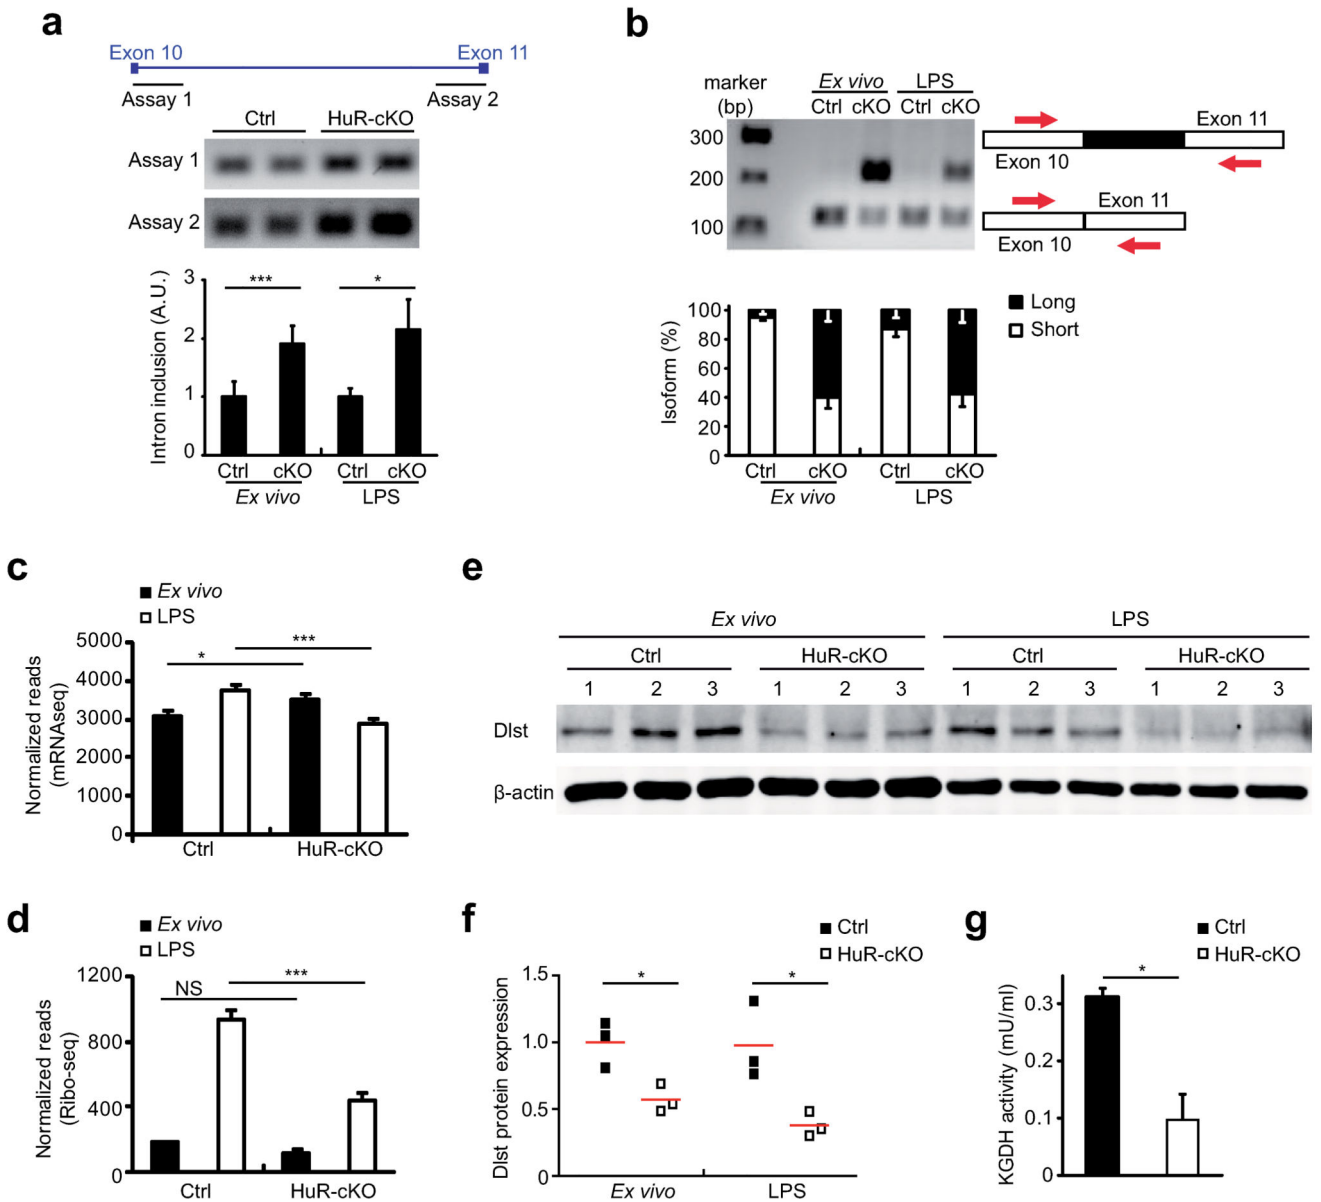 a
Exon 10 Exon 11
Assay 1 Assay 2
Ctrl HuR-cKO
Assay 1
Assay 2
Intron inclusion (A.U.)
3
2
1
0
*** *
Ctrl cKO Ctrl cKO
Ex vivo LPS
b
marker
(bp)
Ex vivo LPS
Ctrl cKO Ctrl cKO
300
200
100
Exon 11
Exon 10
Exon 11
Exon 10
Long
Short
Isoform (%)
100
80
60
40
20
0
Ctrl cKO Ctrl cKO
Ex vivo LPS
c
Ex vivo
LPS
Normalized reads
(mRNAseq)
5000
4000
3000
2000
1000
0
* ***
Ctrl HuR-cKO
d
Ex vivo
LPS
Normalized reads
(Ribo-seq)
1200
800
400
0
NS ***
Ctrl HuR-cKO
e
Ex vivo LPS
Ctrl HuR-cKO Ctrl HuR-cKO
1 2 3 1 2 3 1 2 3 1 2 3
Dlst
β-actin
f
Ctrl
HuR-cKO
Dlst protein expression
1.5
1.0
0.5
0
* *
Ex vivo LPS
g
Ctrl
HuR-cKO
KGDH activity (mU/ml)
0.3
0.2
0.1
0
*